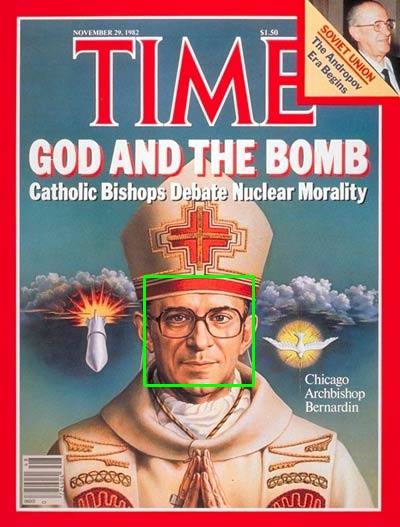 NOVEMBER 29, 1982
$1.50
TIME
SOVIET UNION
The Andropov
Era Begins
GOD AND THE BOMB
Catholic Bishops Debate Nuclear Morality
Chicago
Archbishop
Bernardin